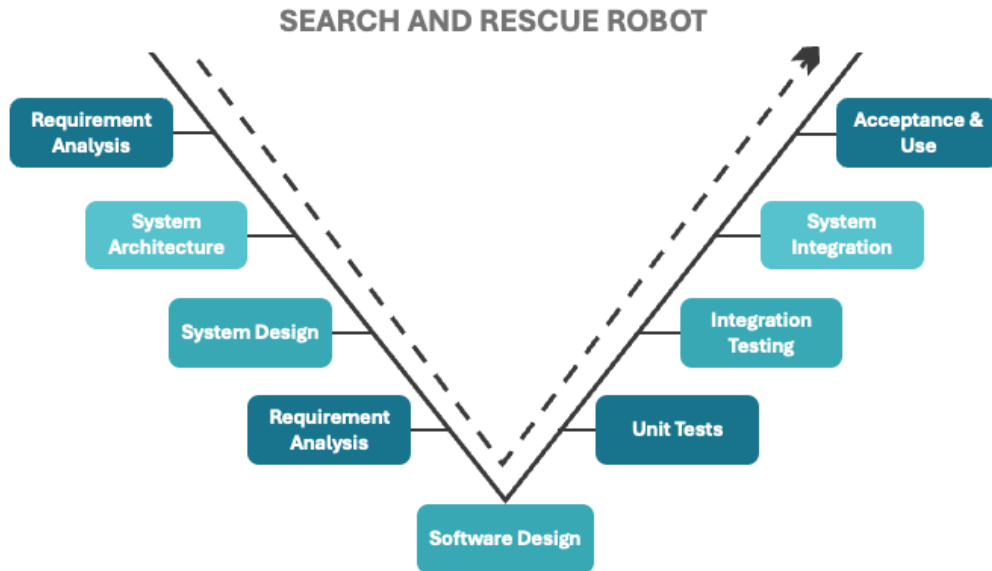 SEARCH AND RESCUE ROBOT
Requirement
Analysis
Acceptance &
Use
System
Architecture
System
Integration
System Design
Integration
Testing
Requirement
Analysis
Unit Tests
Software Design